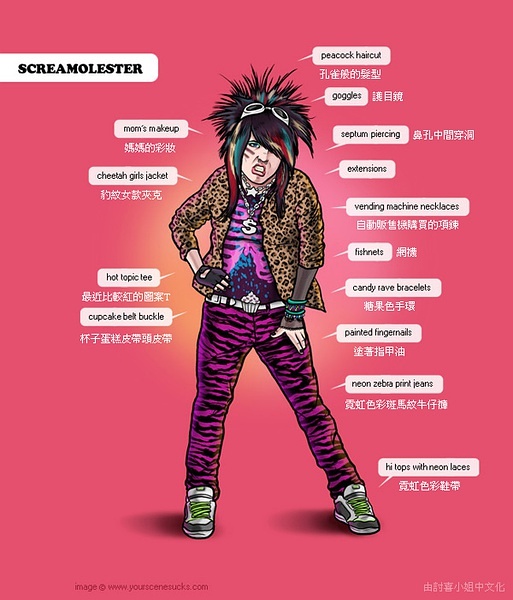 SCREAMOLESTER
peacock haircut
孔雀般的髮型
goggles
護目鏡
mom's makeup
媽媽的彩妝
septum piercing
鼻孔中間穿洞
extensions
cheetah girls jacket
豹紋女款夾克
vending machine necklaces
自動販售機購買的項鍊
fishnets
網襪
hot topic tee
最近比較紅的圖案T
candy rave bracelets
糖果色手環
cupcake belt buckle
杯子蛋糕皮帶頭皮帶
painted fingernails
塗著指甲油
neon zebra print jeans
霓虹色彩斑馬紋牛仔褲
hi tops with neon laces
霓虹色彩鞋帶
image © www.yourscenesucks.com
由討喜小姐中文化